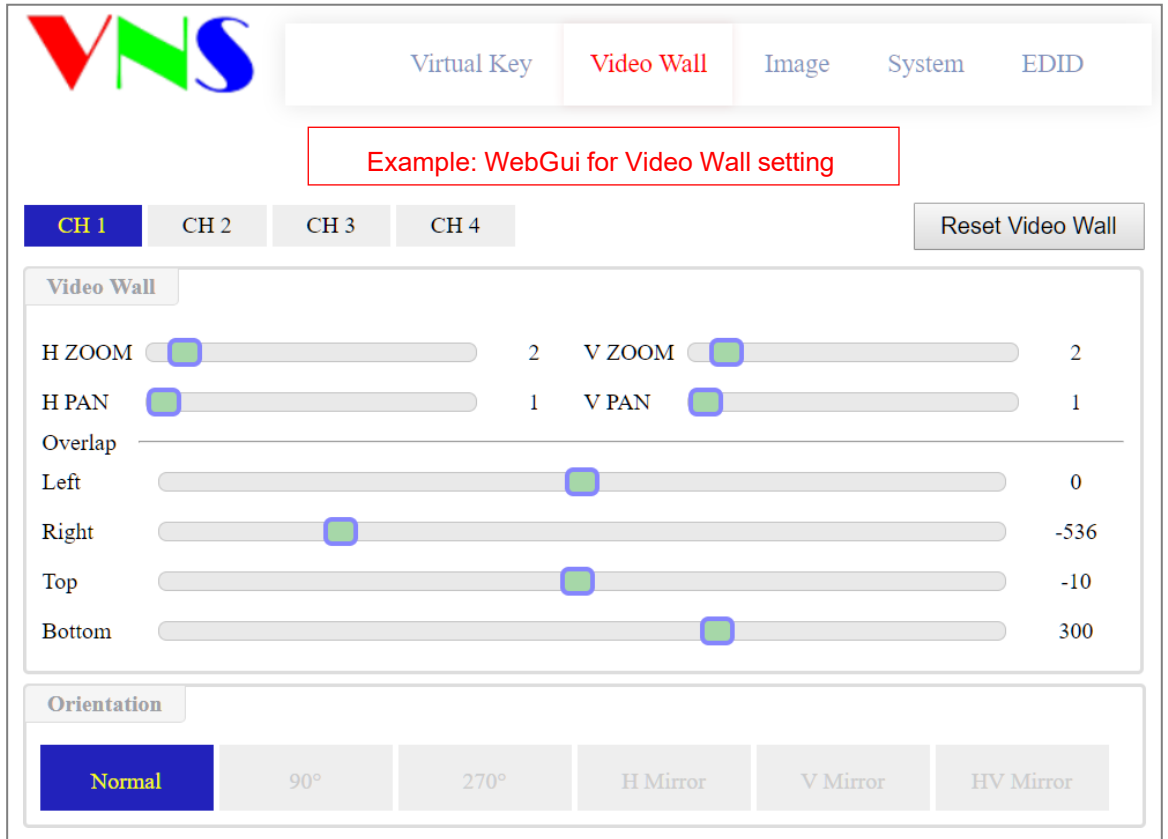 VNS
Virtual Key Video Wall Image System EDID
Example: WebGui for Video Wall setting
CH 1 CH 2 CH 3 CH 4 Reset Video Wall
Video Wall
H ZOOM 2 V ZOOM 2
H PAN 1 V PAN 1
Overlap
Left 0
Right -536
Top -10
Bottom 300
Orientation
Normal 90° 270° H Mirror V Mirror HV Mirror